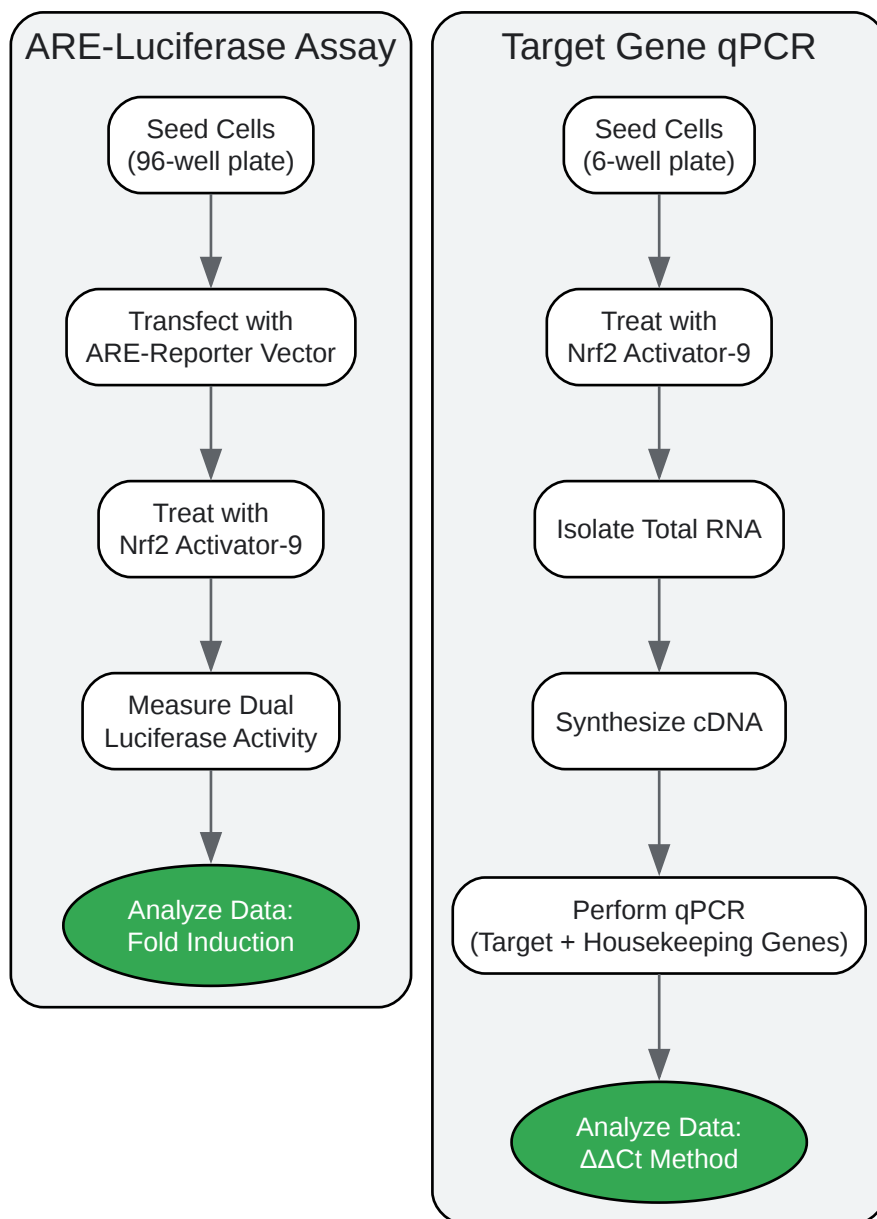 ARE-Luciferase Assay
Seed Cells
(96-well plate)
Transfect with
ARE-Reporter Vector
Treat with
Nrf2 Activator-9
Measure Dual
Luciferase Activity
Analyze Data:
Fold Induction
Target Gene qPCR
Seed Cells
(6-well plate)
Treat with
Nrf2 Activator-9
Isolate Total RNA
Synthesize cDNA
Perform qPCR
(Target + Housekeeping Genes)
Analyze Data:
ΔΔCt Method